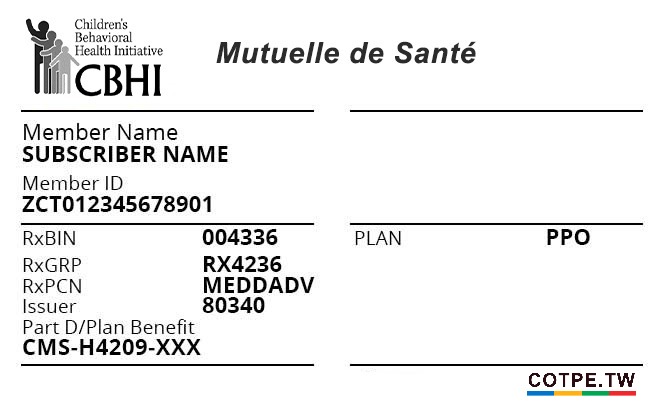 Children's
Behavioral
Health Initiative
CBHI
Mutuelle de Santé
Member Name
SUBSCRIBER NAME
Member ID
ZCT012345678901
RxBIN 004336
PLAN PPO
RxGRP RX4236
RxPCN MEDDADV
Issuer 80340
Part D/Plan Benefit
CMS-H4209-XXX
COTPE.TW